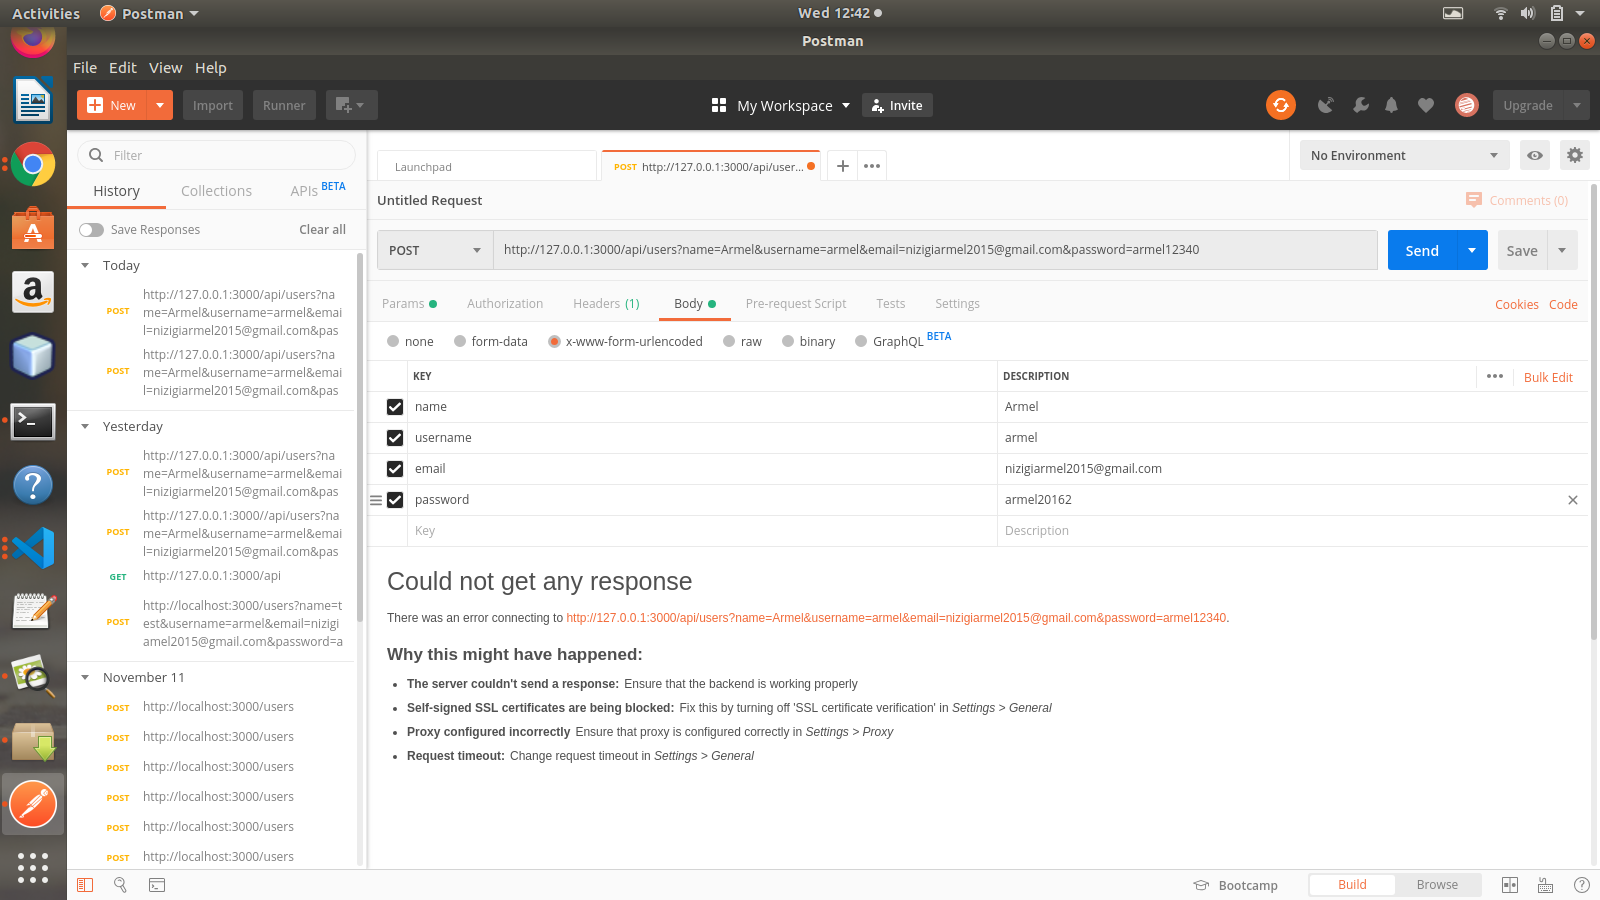 Activities Postman Wed 12:42
Postman
File Edit View Help
New Import Runner My Workspace Invite Upgrade
Filter
History Collections APIs BETA
Save Responses Clear all
Today
POST http://127.0.0.1:3000/api/users?na
me=Armel&username=armel&emai
l=nizigiarmel2015@gmail.com&pas
POST http://127.0.0.1:3000/api/users?na
me=Armel&username=armel&emai
l=nizigiarmel2015@gmail.com&pas
Yesterday
POST http://127.0.0.1:3000/api/users?na
me=Armel&username=armel&emai
l=nizigiarmel2015@gmail.com&pas
POST http://127.0.0.1:3000//api/users?na
me=Armel&username=armel&emai
l=nizigiarmel2015@gmail.com&pas
GET http://127.0.0.1:3000/api
POST http://localhost:3000/users?name=t
est&username=armel&email=nizigi
amel2015@gmail.com&password=a
November 11
POST http://localhost:3000/users
POST http://localhost:3000/users
POST http://localhost:3000/users
POST http://localhost:3000/users
POST http://localhost:3000/users
POST http://localhost:3000/users
Launchpad POST http://127.0.0.1:3000/api/user... No Environment
Untitled Request Comments (0)
POST http://127.0.0.1:3000/api/users?name=Armel&username=armel&email=nizigiarmel2015@gmail.com&password=armel12340 Send Save
Params Authorization Headers (1) Body Pre-request Script Tests Settings Cookies Code
none form-data x-www-form-urlencoded raw binary GraphQL BETA
KEY DESCRIPTION Bulk Edit
name Armel
username armel
email nizigiarmel2015@gmail.com
password armel20162
Key Description
Could not get any response
There was an error connecting to http://127.0.0.1:3000/api/users?name=Armel&username=armel&email=nizigiarmel2015@gmail.com&password=armel12340.
Why this might have happened:
• The server couldn't send a response: Ensure that the backend is working properly
• Self-signed SSL certificates are being blocked: Fix this by turning off 'SSL certificate verification' in Settings > General
• Proxy configured incorrectly Ensure that proxy is configured correctly in Settings > Proxy
• Request timeout: Change request timeout in Settings > General
Bootcamp Build Browse